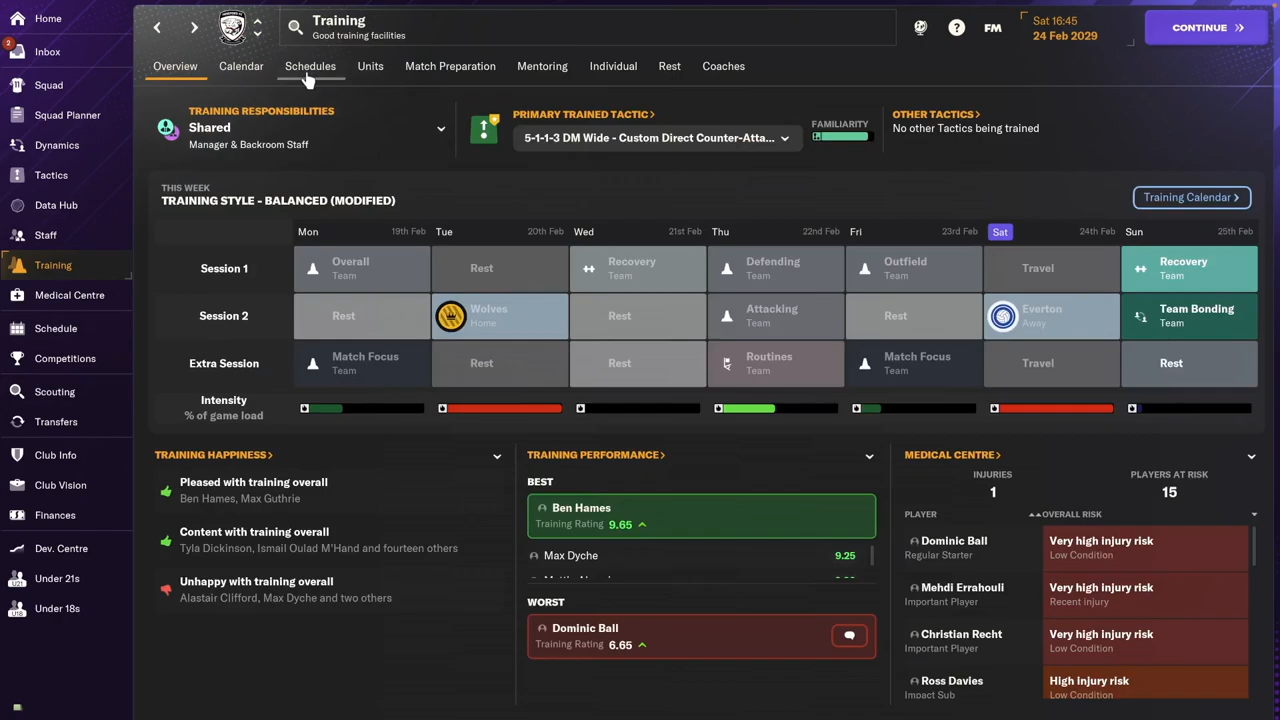 Home
Training
Good training facilities
FM
Sat 16:45
24 Feb 2029
CONTINUE
2
Inbox
Squad
Squad Planner
Dynamics
Tactics
Data Hub
Staff
Training
Medical Centre
Schedule
Competitions
Scouting
Transfers
Club Info
Club Vision
Finances
Dev. Centre
Under 21s
Under 18s
Overview Calendar Schedules Units Match Preparation Mentoring Individual Rest Coaches
TRAINING RESPONSIBILITIES
Shared
Manager & Backroom Staff
PRIMARY TRAINED TACTIC >
5-1-1-3 DM Wide - Custom Direct Counter-Atta...
FAMILIARITY
OTHER TACTICS >
No other Tactics being trained
THIS WEEK
TRAINING STYLE - BALANCED (MODIFIED)
Training Calendar >
Mon 19th Feb Tue 20th Feb Wed 21st Feb Thu 22nd Feb Fri 23rd Feb Sat 24th Feb Sun 25th Feb
Session 1
Overall
Team
Rest
Recovery
Team
Defending
Team
Outfield
Team
Travel
Recovery
Team
Session 2
Rest
Wolves
Home
Rest
Attacking
Team
Rest
Everton
Away
Team Bonding
Team
Extra Session
Match Focus
Team
Rest
Rest
Routines
Team
Match Focus
Team
Travel
Rest
Intensity
% of game load
TRAINING HAPPINESS >
Pleased with training overall
Ben Hames, Max Guthrie
Content with training overall
Tyla Dickinson, Ismail Oulad M'Hand and fourteen others
Unhappy with training overall
Alastair Clifford, Max Dyche and two others
TRAINING PERFORMANCE >
BEST
Ben Hames
Training Rating 9.65
Max Dyche 9.25
WORST
Dominic Ball
Training Rating 6.65
MEDICAL CENTRE >
INJURIES
1
PLAYERS AT RISK
15
PLAYER OVERALL RISK
Dominic Ball
Regular Starter
Very high injury risk
Low Condition
Mehdi Errahouli
Important Player
Very high injury risk
Recent injury
Christian Recht
Important Player
Very high injury risk
Low Condition
Ross Davies
Impact Sub
High injury risk
Low Condition